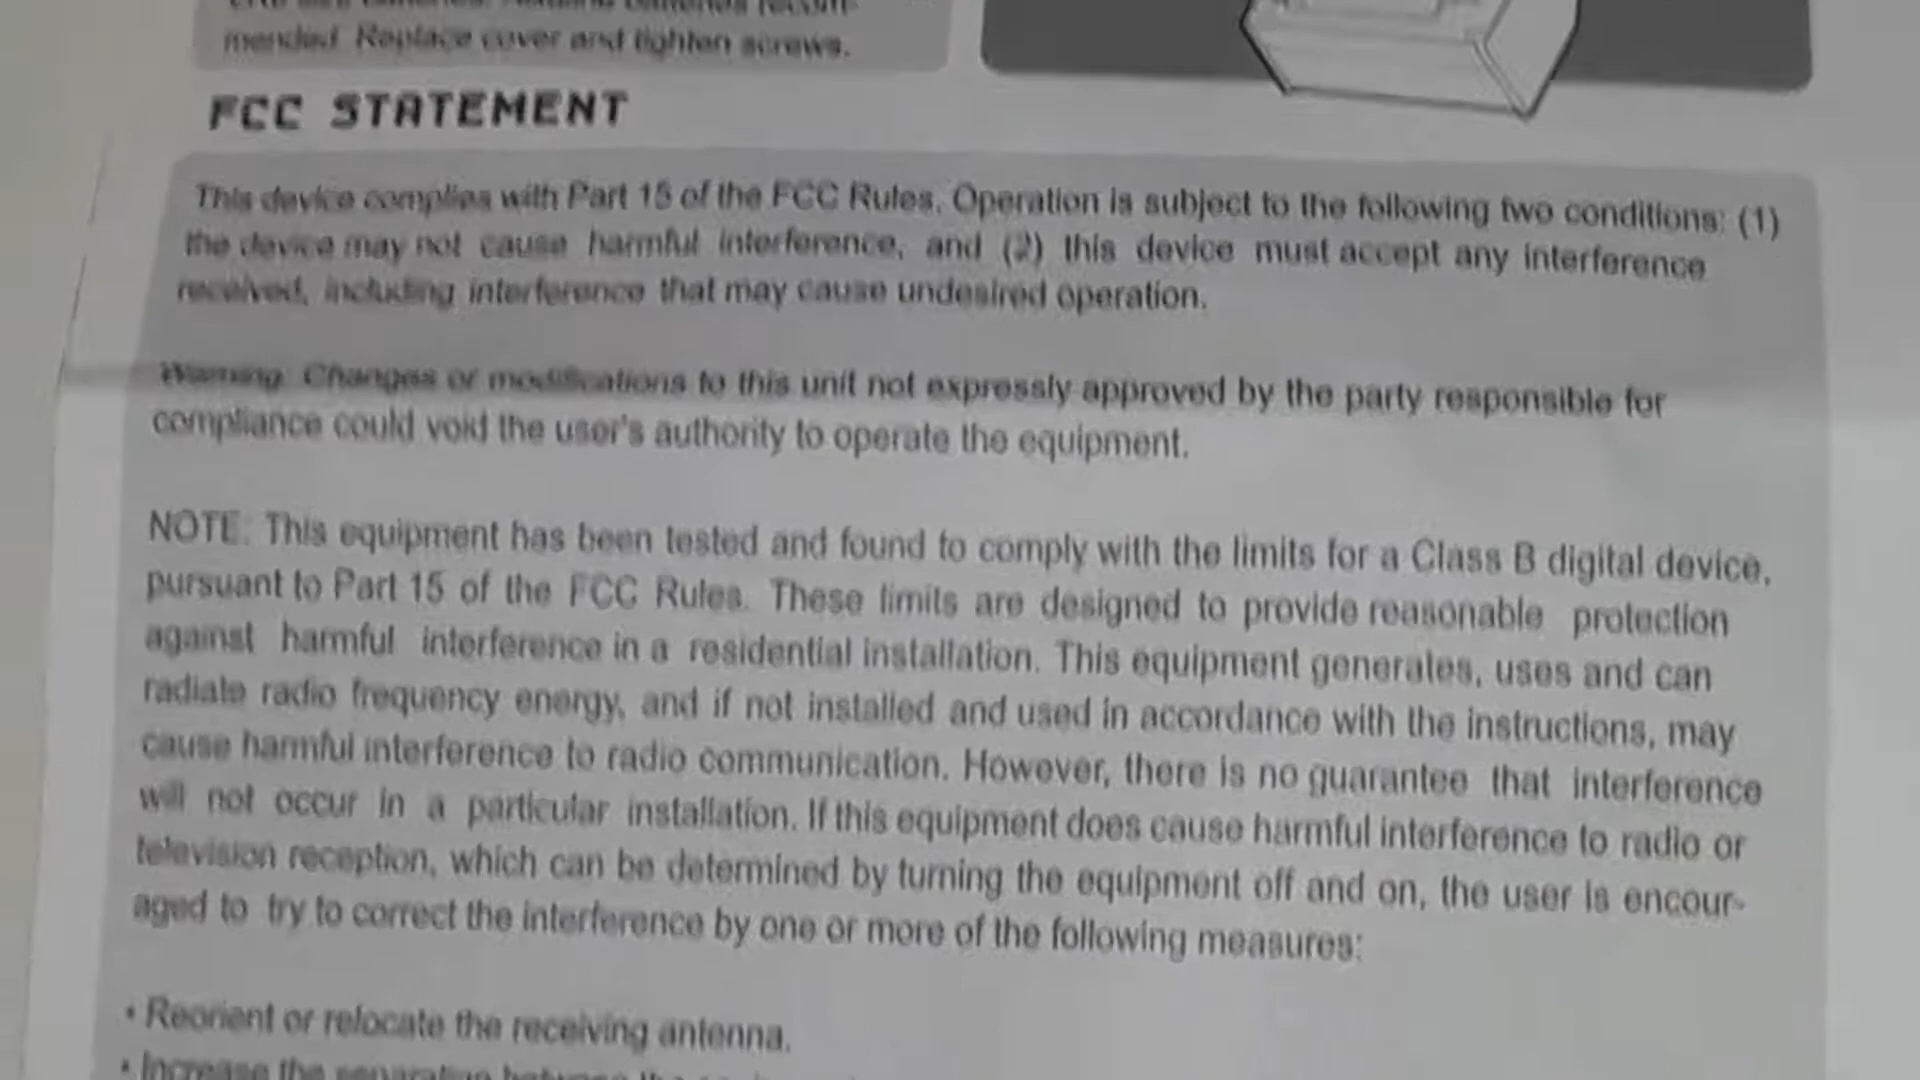 batteries. Alkaline batteries recom-
mended. Replace cover and tighten screws.
FCC STATEMENT
This device complies with Part 15 of the FCC Rules. Operation is subject to the following two conditions: (1)
the device may not cause harmful interference, and (2) this device must accept any interference
received, including interference that may cause undesired operation.
Warning: Changes or modifications to this unit not expressly approved by the party responsible for
compliance could void the user's authority to operate the equipment.
NOTE: This equipment has been tested and found to comply with the limits for a Class B digital device,
pursuant to Part 15 of the FCC Rules. These limits are designed to provide reasonable protection
against harmful interference in a residential installation. This equipment generates, uses and can
radiate radio frequency energy, and if not installed and used in accordance with the instructions, may
cause harmful interference to radio communication. However, there is no guarantee that interference
will not occur in a particular installation. If this equipment does cause harmful interference to radio or
television reception, which can be determined by turning the equipment off and on, the user is encour-
aged to try to correct the interference by one or more of the following measures:
• Reorient or relocate the receiving antenna.
• Increase the separation between the